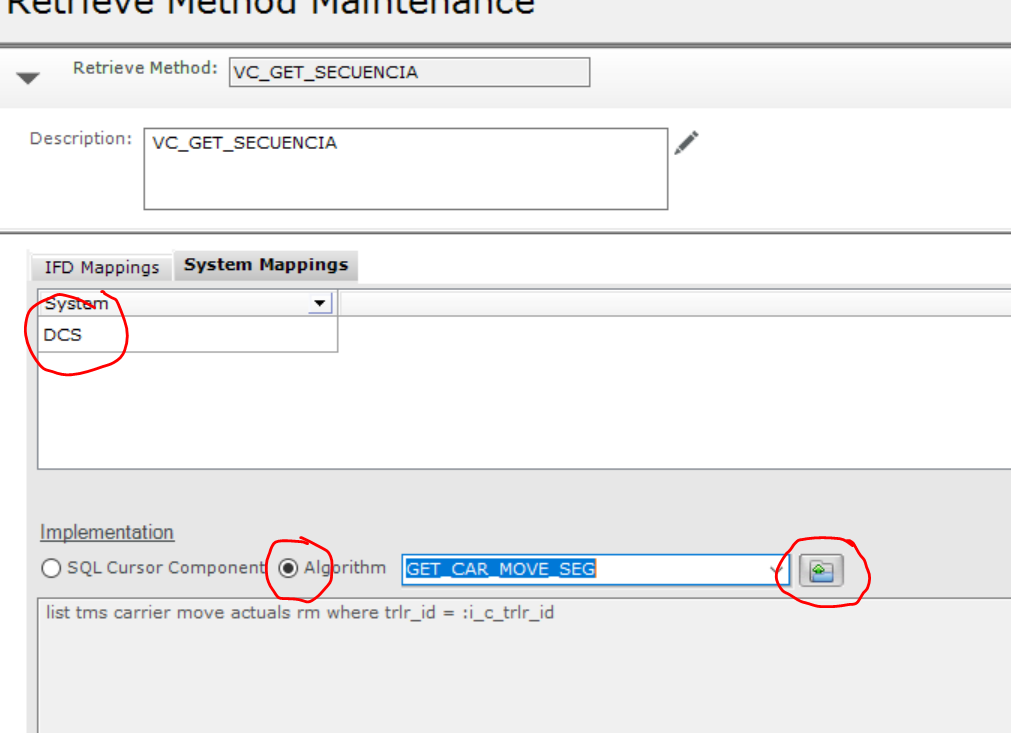 Retrieve Method Maintenance
Retrieve Method: VC_GET_SECUENCIA
Description: VC_GET_SECUENCIA
IFD Mappings System Mappings
System
DCS
Implementation
SQL Cursor Component Algorithm GET_CAR_MOVE_SEG
list tms carrier move actuals rm where trlr_id = :i_c_trlr_id